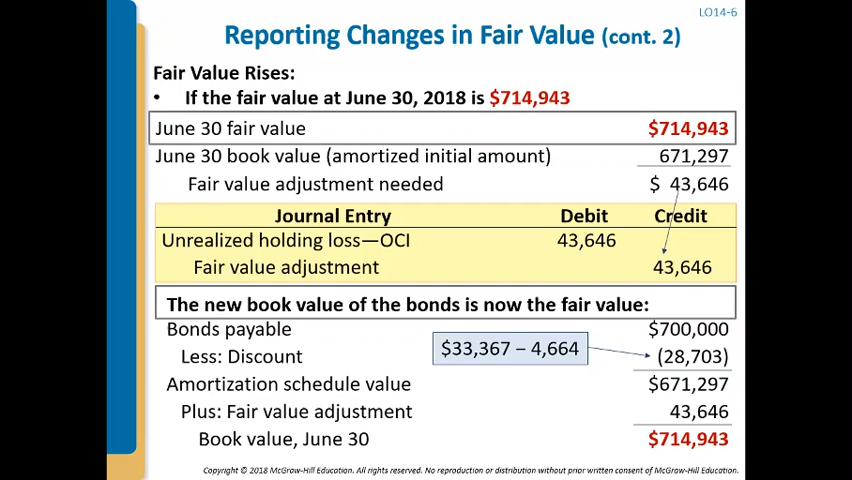 LO14-6
Reporting Changes in Fair Value (cont. 2)
Fair Value Rises:
• If the fair value at June 30, 2018 is $714,943
June 30 fair value $714,943
June 30 book value (amortized initial amount) 671,297
Fair value adjustment needed $ 43,646
Journal Entry Debit Credit
Unrealized holding loss—OCI 43,646
Fair value adjustment 43,646
The new book value of the bonds is now the fair value:
Bonds payable $700,000
Less: Discount $33,367 – 4,664 (28,703)
Amortization schedule value $671,297
Plus: Fair value adjustment 43,646
Book value, June 30 $714,943
Copyright © 2018 McGraw-Hill Education. All rights reserved. No reproduction or distribution without prior written consent of McGraw-Hill Education.